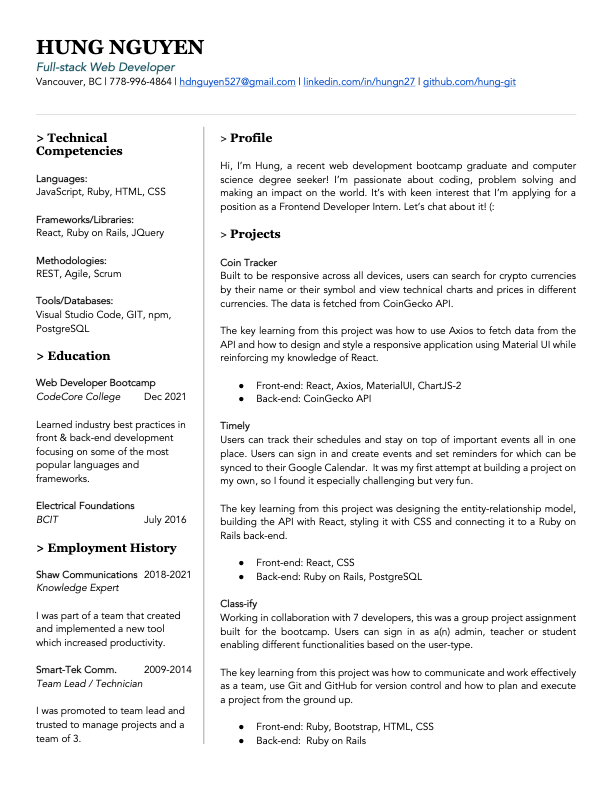 HUNG NGUYEN
Full-stack Web Developer
Vancouver, BC | 778-996-4864 | hdnguyen527@gmail.com | linkedin.com/in/hungn27 | github.com/hung-git
> Technical
Competencies
Languages:
JavaScript, Ruby, HTML, CSS
Frameworks/Libraries:
React, Ruby on Rails, JQuery
Methodologies:
REST, Agile, Scrum
Tools/Databases:
Visual Studio Code, GIT, npm,
PostgreSQL
> Education
Web Developer Bootcamp
CodeCore College Dec 2021
Learned industry best practices in
front & back-end development
focusing on some of the most
popular languages and
frameworks.
Electrical Foundations
BCIT July 2016
> Employment History
Shaw Communications 2018-2021
Knowledge Expert
I was part of a team that created
and implemented a new tool
which increased productivity.
Smart-Tek Comm. 2009-2014
Team Lead / Technician
I was promoted to team lead and
trusted to manage projects and a
team of 3.
> Profile
Hi, I'm Hung, a recent web development bootcamp graduate and computer
science degree seeker! I'm passionate about coding, problem solving and
making an impact on the world. It's with keen interest that I'm applying for a
position as a Frontend Developer Intern. Let's chat about it! (:
> Projects
Coin Tracker
Built to be responsive across all devices, users can search for crypto currencies
by their name or their symbol and view technical charts and prices in different
currencies. The data is fetched from CoinGecko API.
The key learning from this project was how to use Axios to fetch data from the
API and how to design and style a responsive application using Material UI while
reinforcing my knowledge of React.
● Front-end: React, Axios, MaterialUI, ChartJS-2
● Back-end: CoinGecko API
Timely
Users can track their schedules and stay on top of important events all in one
place. Users can sign in and create events and set reminders for which can be
synced to their Google Calendar. It was my first attempt at building a project on
my own, so I found it especially challenging but very fun.
The key learning from this project was designing the entity-relationship model,
building the API with React, styling it with CSS and connecting it to a Ruby on
Rails back-end.
● Front-end: React, CSS
● Back-end: Ruby on Rails, PostgreSQL
Class-ify
Working in collaboration with 7 developers, this was a group project assignment
built for the bootcamp. Users can sign in as a(n) admin, teacher or student
enabling different functionalities based on the user-type.
The key learning from this project was how to communicate and work effectively
as a team, use Git and GitHub for version control and how to plan and execute
a project from the ground up.
● Front-end: Ruby, Bootstrap, HTML, CSS
● Back-end: Ruby on Rails